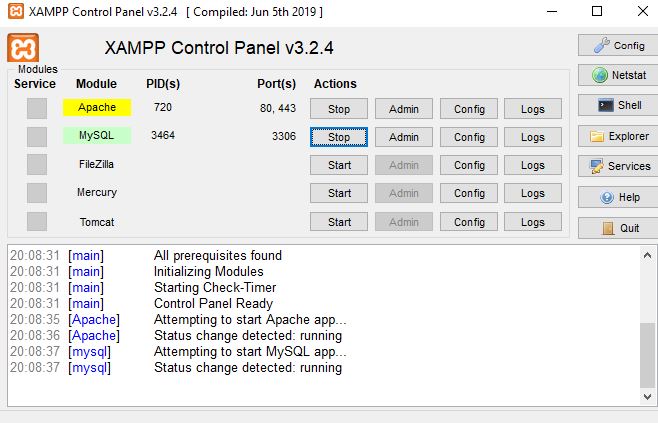 XAMPP Control Panel v3.2.4 [ Compiled: Jun 5th 2019 ]
XAMPP Control Panel v3.2.4
Config
Modules
Service Module PID(s) Port(s) Actions
Netstat
Apache 720 80, 443 Stop Admin Config Logs
Shell
MySQL 3464 3306 Stop Admin Config Logs
Explorer
FileZilla Start Admin Config Logs
Services
Mercury Start Admin Config Logs
Help
Tomcat Start Admin Config Logs
Quit
20:08:31 [main] All prerequisites found
20:08:31 [main] Initializing Modules
20:08:31 [main] Starting Check-Timer
20:08:31 [main] Control Panel Ready
20:08:35 [Apache] Attempting to start Apache app...
20:08:36 [Apache] Status change detected: running
20:08:37 [mysql] Attempting to start MySQL app...
20:08:37 [mysql] Status change detected: running